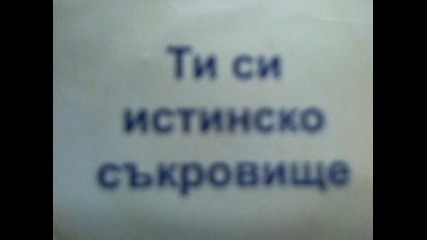 Ти си
истинско
съкровище